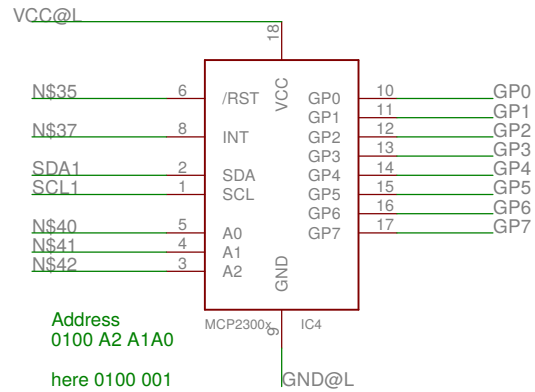 VCC@L
18
N$35 6 /RST VCC GP0 10 GP0
GP1 11 GP1
N$37 8 INT GP2 12 GP2
GP3 13 GP3
SDA1 2 SDA GP4 14 GP4
SCL1 1 SCL GP5 15 GP5
GP6 16 GP6
N$40 5 A0 GP7 17 GP7
N$41 4 A1
N$42 3 A2 GND
Address MCP2300x 9 IC4
0100 A2 A1A0
here 0100 001 GND@L